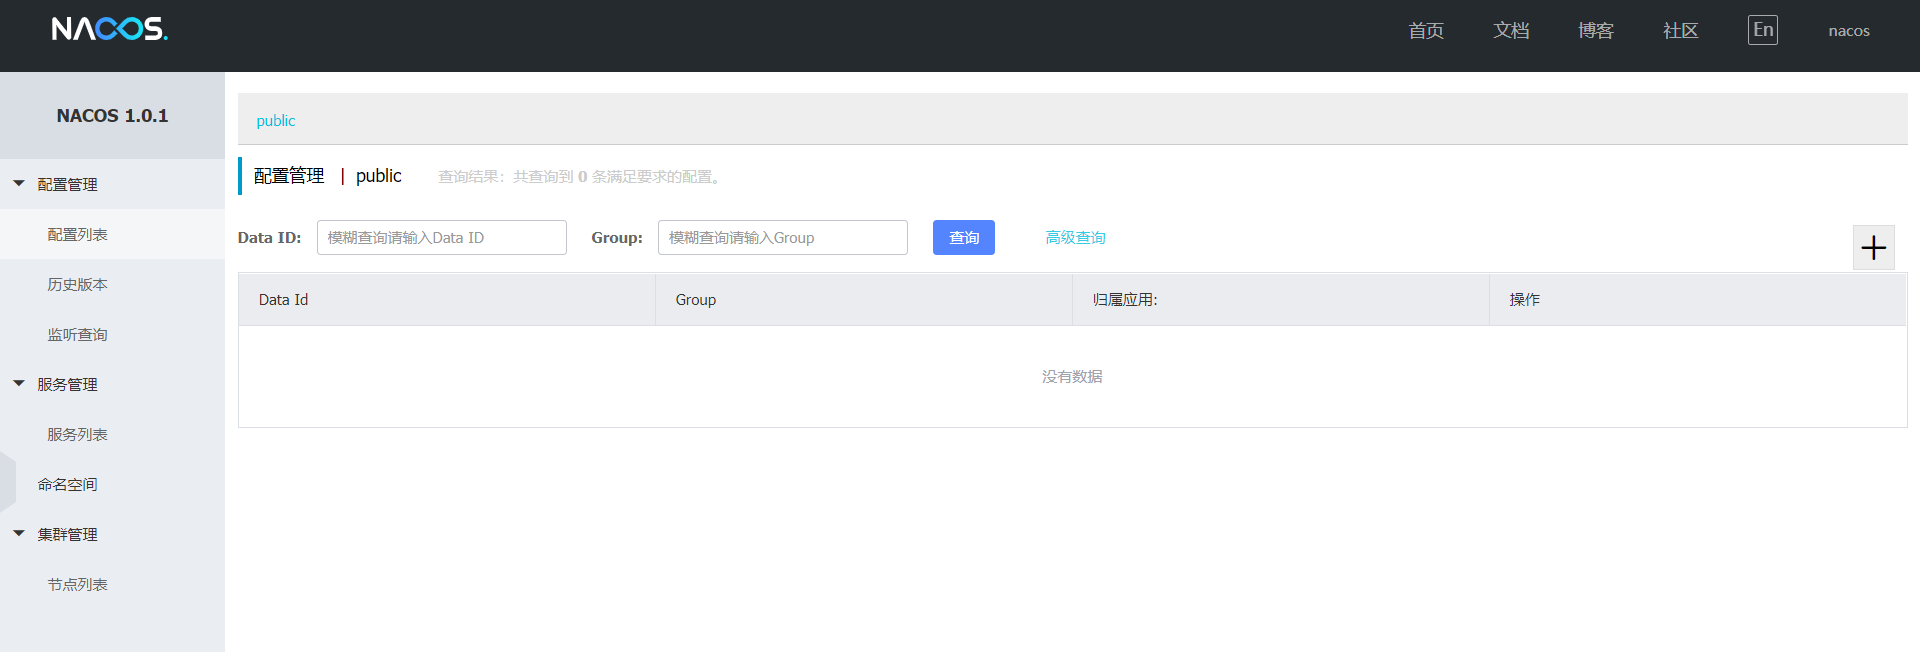 NACOS.
首页 文档 博客 社区 En nacos
NACOS 1.0.1
配置管理
配置列表
历史版本
监听查询
服务管理
服务列表
命名空间
集群管理
节点列表
public
配置管理 | public 查询结果：共查询到 0 条满足要求的配置。
Data ID: 模糊查询请输入Data ID Group: 模糊查询请输入Group 查询 高级查询
Data Id Group 归属应用: 操作
没有数据